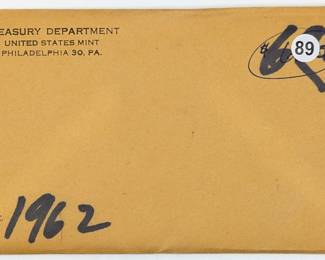 EASURY DEPARTMENT
UNITED STATES MINT
PHILADELPHIA 30, PA.
89
1962